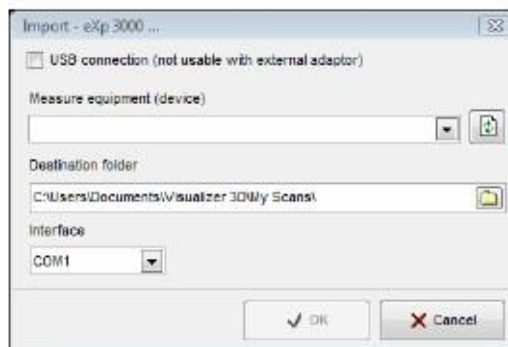 Import - eXp 3000 ...
USB connection (not usable with external adaptor)
Measure equipment (device)
Destination folder
C:\Users\Documents\Visualizer 3D\My Scans\
Interface
COM1
OK
Cancel